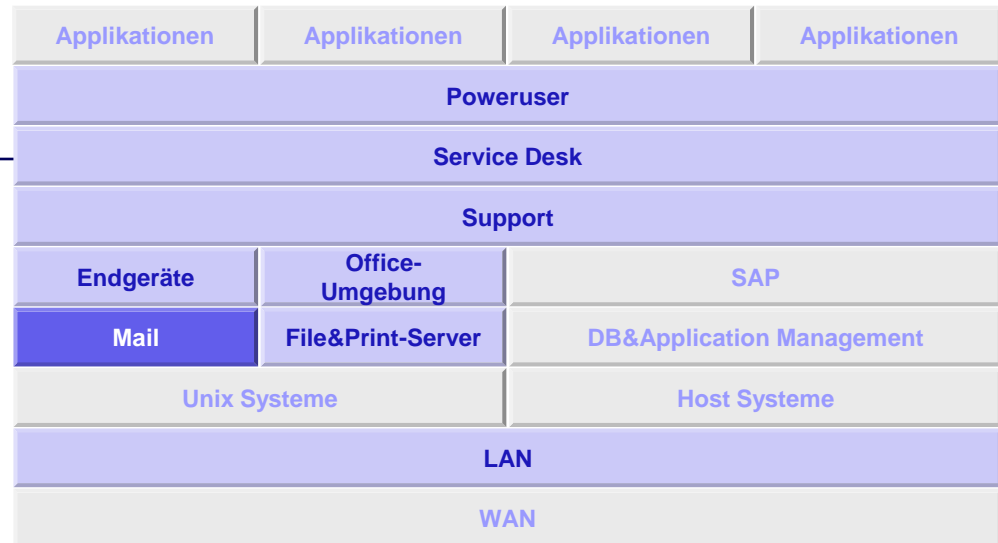 Applikationen Applikationen Applikationen Applikationen
Poweruser
Service Desk
Support
Endgeräte Office-
Umgebung SAP
Mail File&Print-Server DB&Application Management
Unix Systeme Host Systeme
LAN
WAN